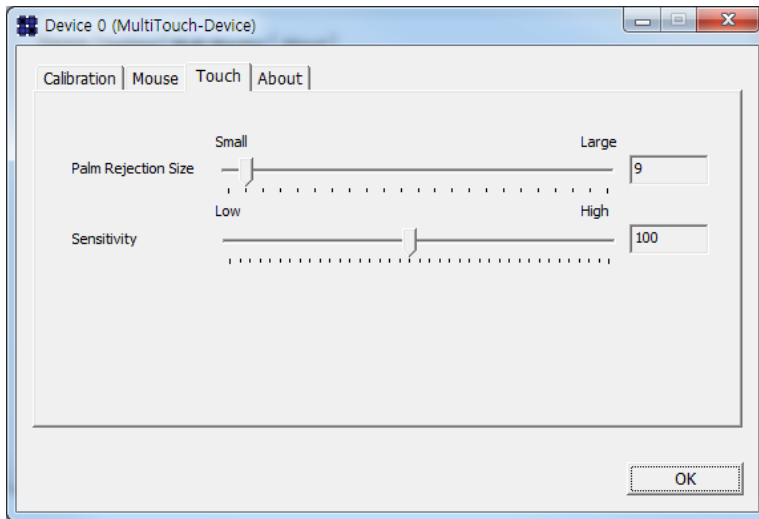 Device 0 (MultiTouch-Device)
Calibration Mouse Touch About
Small Large
Palm Rejection Size 9
Low High
Sensitivity 100
OK